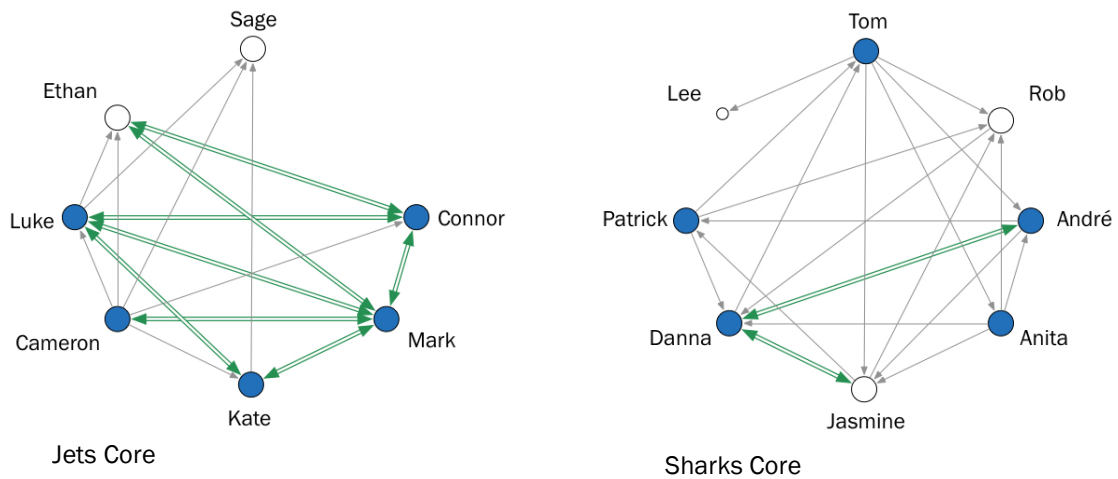 Sage
Ethan
Luke
Connor
Cameron
Mark
Kate
Jets Core
Tom
Lee
Rob
Patrick
André
Danna
Anita
Jasmine
Sharks Core